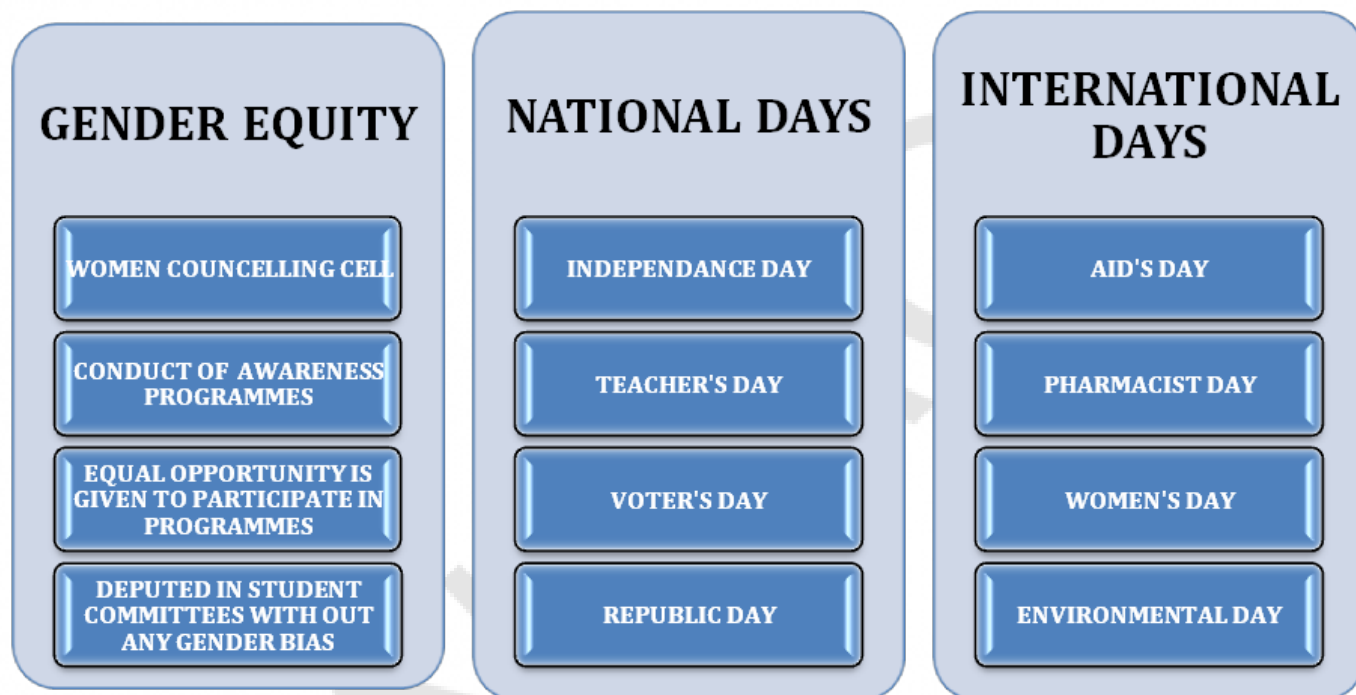 GENDER EQUITY
WOMEN COUNCELLING CELL
CONDUCT OF AWARENESS
PROGRAMMES
EQUAL OPPORTUNITY IS
GIVEN TO PARTICIPATE IN
PROGRAMMES
DEPUTED IN STUDENT
COMMITTEES WITH OUT
ANY GENDER BIAS
NATIONAL DAYS
INDEPENDANCE DAY
TEACHER'S DAY
VOTER'S DAY
REPUBLIC DAY
INTERNATIONAL
DAYS
AID'S DAY
PHARMACIST DAY
WOMEN'S DAY
ENVIRONMENTAL DAY